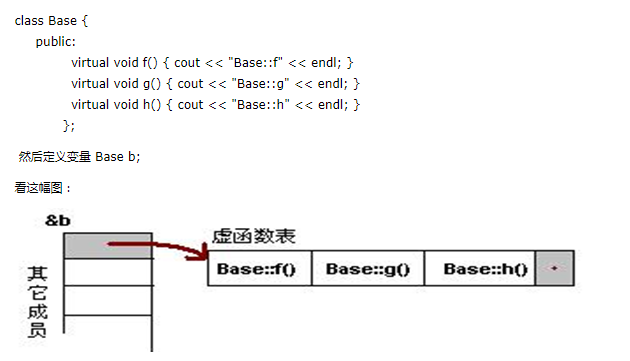 class Base {
public:
virtual void f() { cout << "Base::f" << endl; }
virtual void g() { cout << "Base::g" << endl; }
virtual void h() { cout << "Base::h" << endl; }
};
然后定义变量 Base b;
看这幅图：
&b
虚函数表
Base::f() Base::g() Base::h()
其它成员